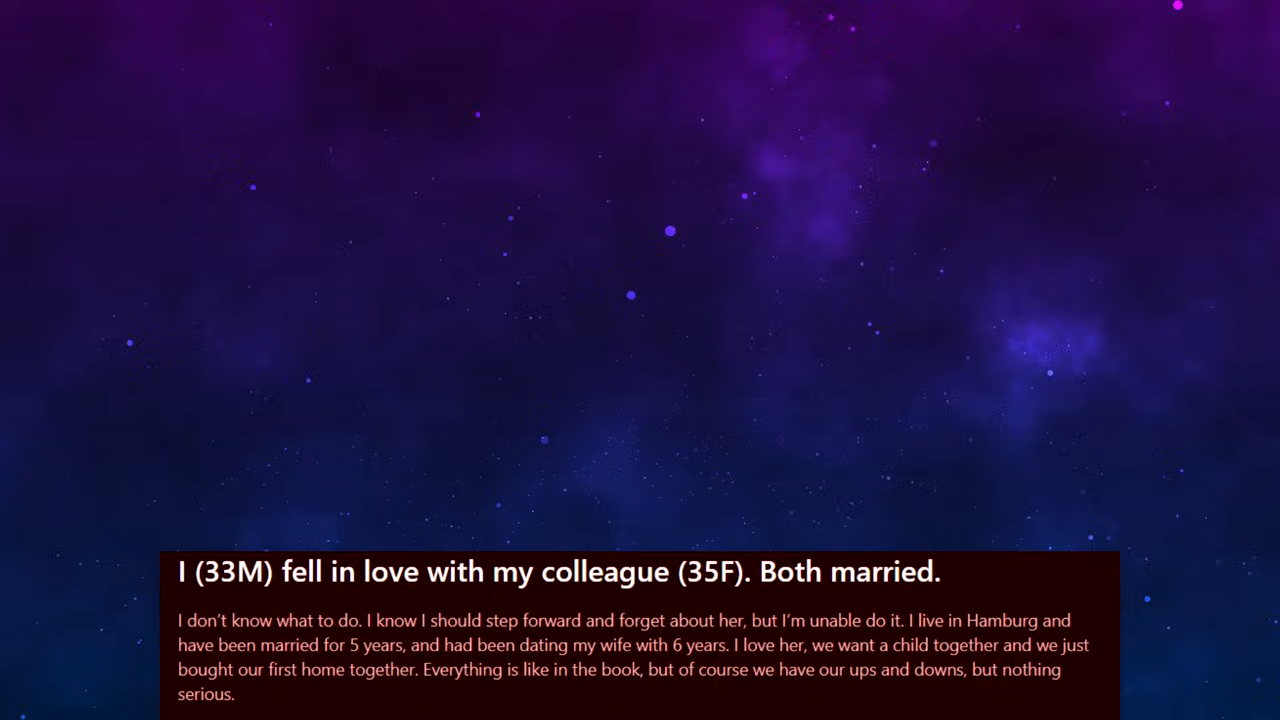 I (33M) fell in love with my colleague (35F). Both married.
I don’t know what to do. I know I should step forward and forget about her, but I’m unable do it. I live in Hamburg and
have been married for 5 years, and had been dating my wife with 6 years. I love her, we want a child together and we just
bought our first home together. Everything is like in the book, but of course we have our ups and downs, but nothing
serious.